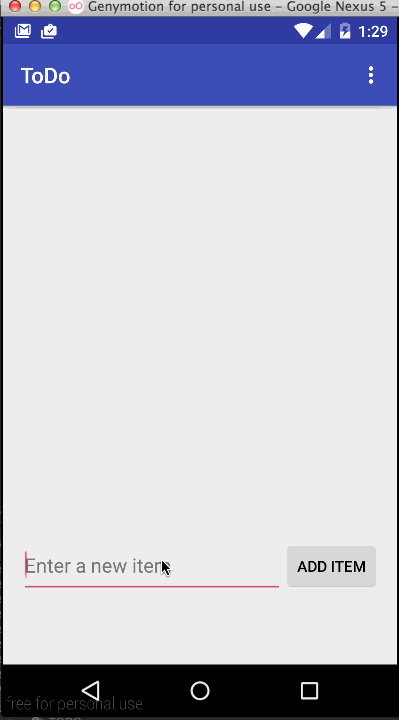 Genymotion for personal use – Google Nexus 5 –
1:29
ToDo
Enter a new item
ADD ITEM
free for personal use